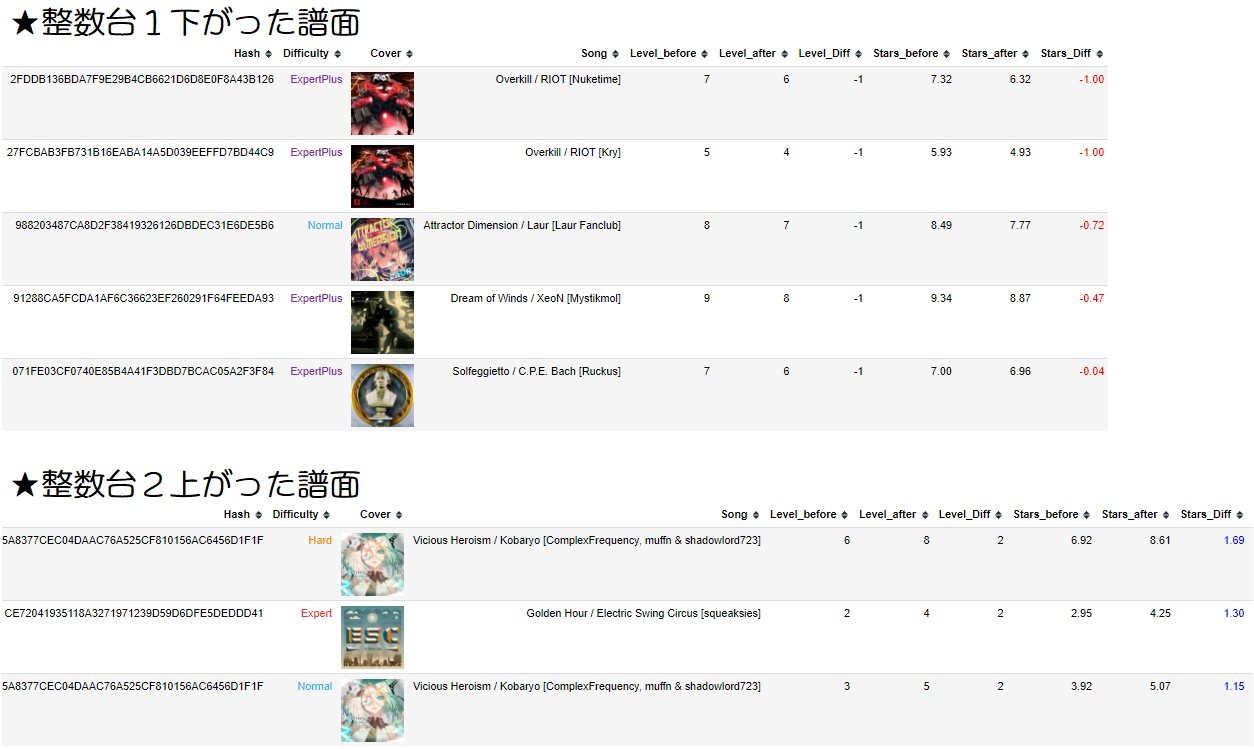 ★整数台１下がった譜面
Hash Difficulty Cover Song Level_before Level_after Level_Diff Stars_before Stars_after Stars_Diff
2FDDB136BDA7F9E29B4CB6621D6D8E0F8A43B126 ExpertPlus Overkill / RIOT [Nuketime] 7 6 -1 7.32 6.32 -1.00
27FCBAB3FB731B16EABA14A5D039EEFFD7BD44C9 ExpertPlus Overkill / RIOT [Kry] 5 4 -1 5.93 4.93 -1.00
988203487CA8D2F38419326126DBDEC31E6DE5B6 Normal Attractor Dimension / Laur [Laur Fanclub] 8 7 -1 8.49 7.77 -0.72
ATTRACTOR
DIMENSION
LAUR
91288CA5FCDA1AF6C36623EF260291F64FEEDA93 ExpertPlus Dream of Winds / XeoN [Mystikmol] 9 8 -1 9.34 8.87 -0.47
071FE03CF0740E85B4A41F3DBD7BCAC05A2F3F84 ExpertPlus Solfeggietto / C.P.E. Bach [Ruckus] 7 6 -1 7.00 6.96 -0.04
★整数台２上がった譜面
Hash Difficulty Cover Song Level_before Level_after Level_Diff Stars_before Stars_after Stars_Diff
5A8377CEC04DAAC76A525CF810156AC6456D1F1F Hard Vicious Heroism / Kobaryo [ComplexFrequency, muffn & shadowlord723] 6 8 2 6.92 8.61 1.69
CE72041935118A3271971239D59D6DFE5DEDDD41 Expert Golden Hour / Electric Swing Circus [squeaksies] 2 4 2 2.95 4.25 1.30
ESC
5A8377CEC04DAAC76A525CF810156AC6456D1F1F Normal Vicious Heroism / Kobaryo [ComplexFrequency, muffn & shadowlord723] 3 5 2 3.92 5.07 1.15